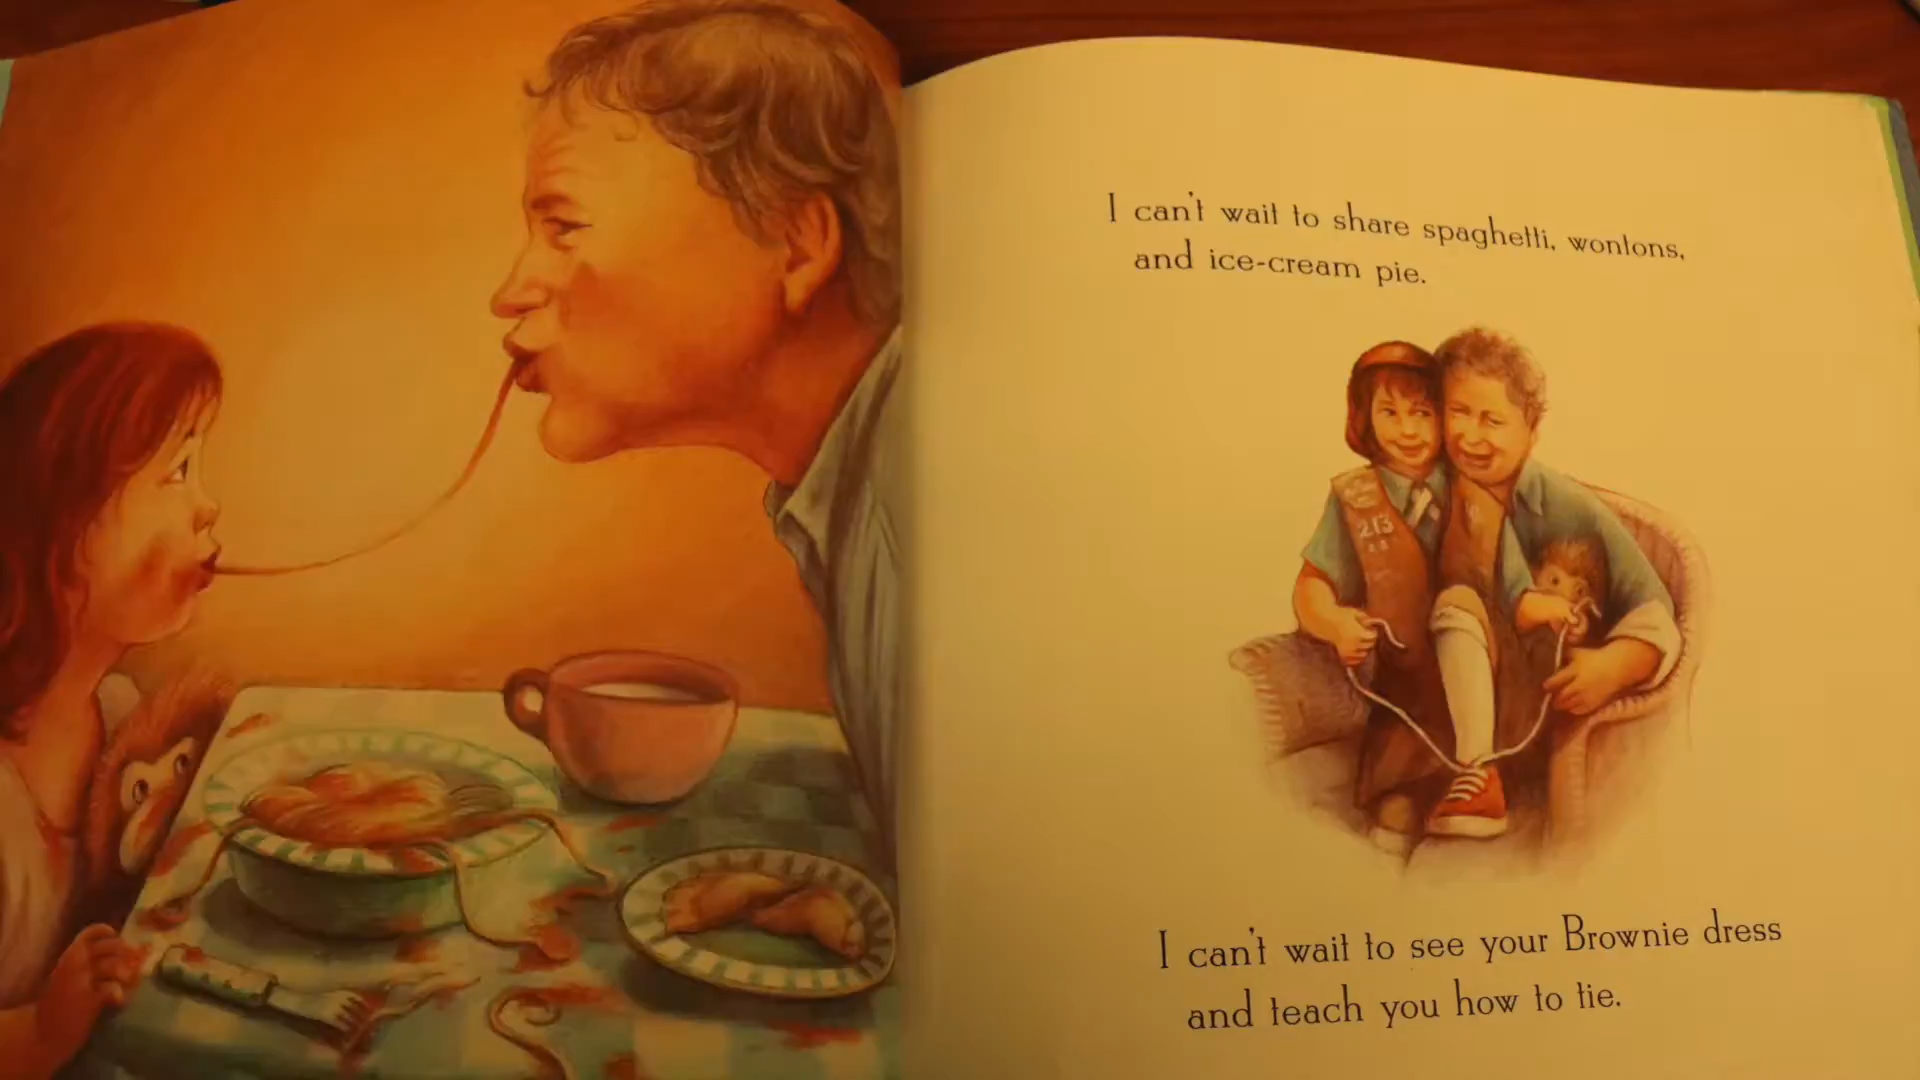 I can't wait to share spaghetti, wontons,
and ice-cream pie.
213
I can't wait to see your Brownie dress
and teach you how to tie.